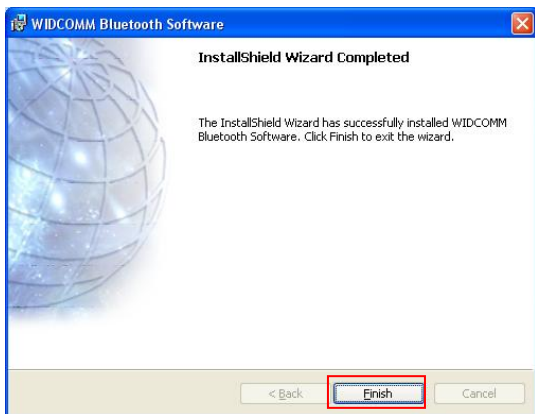 WIDCOMM Bluetooth Software
InstallShield Wizard Completed
The InstallShield Wizard has successfully installed WIDCOMM
Bluetooth Software. Click Finish to exit the wizard.
< Back Finish Cancel